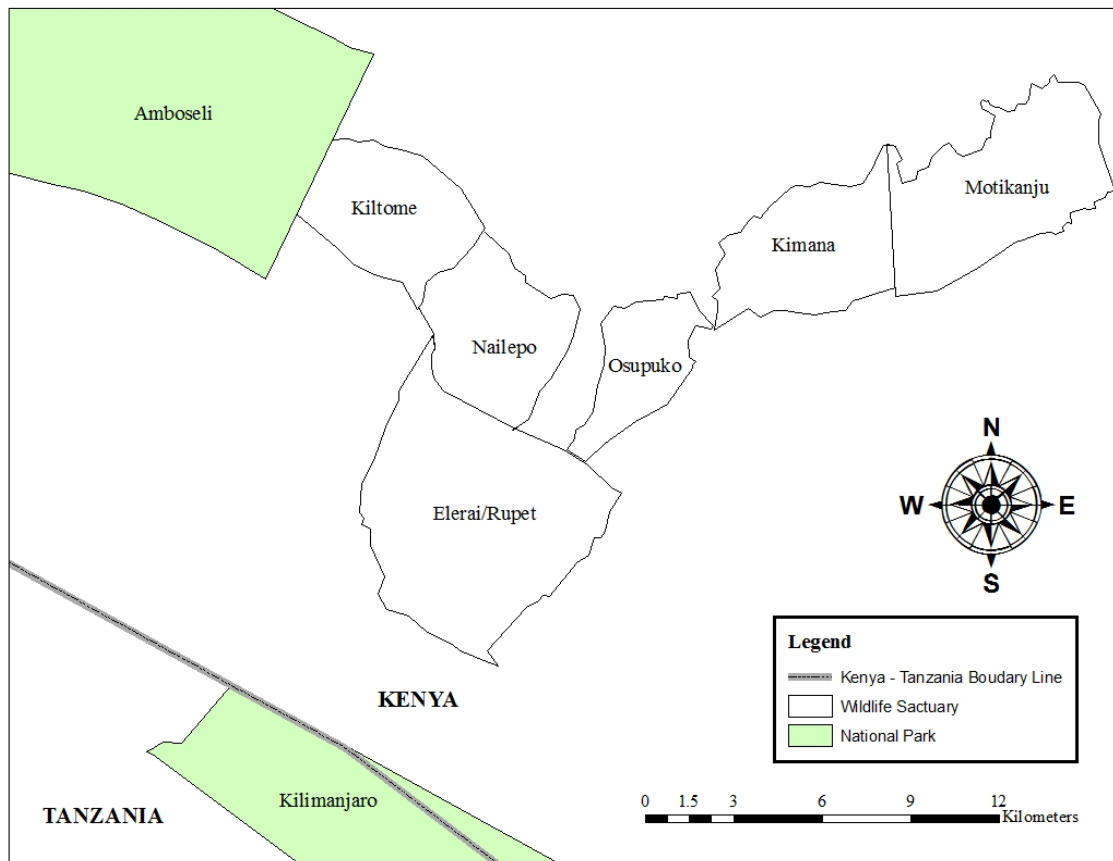 Amboseli
Kiltome
Motikanju
Kimana
Nailepo
Osupuko
Elerai/Rupet
N
W
E
S
Legend
Kenya - Tanzania Boudary Line
Wildlife Sactuary
National Park
KENYA
Kilimanjaro
TANZANIA
0 1.5 3 6 9 12
Kilometers